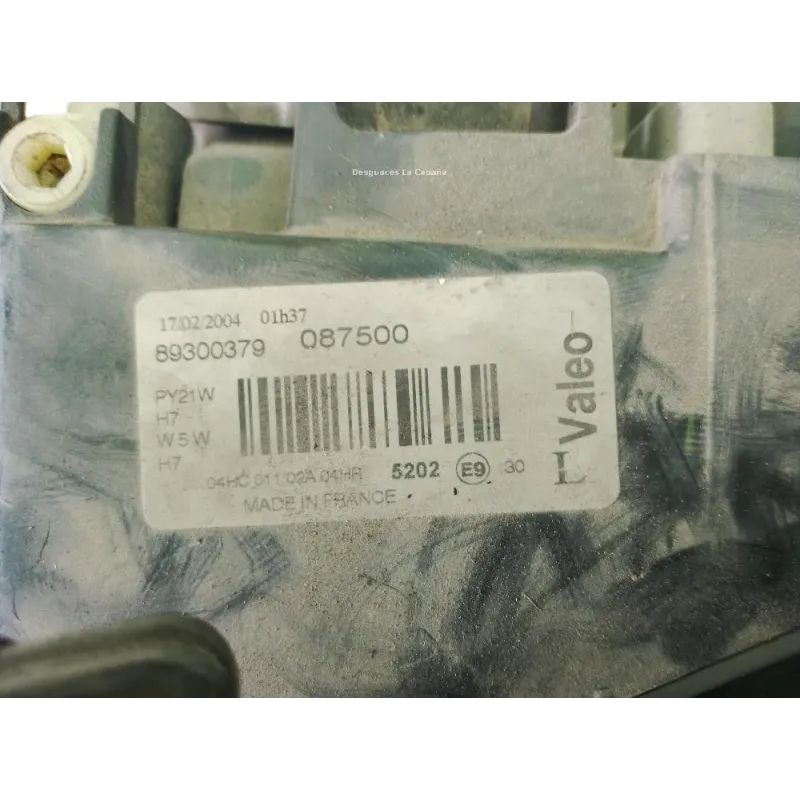 Desguaces La Cabaña
17/02/2004 01h37
89300379 087500
PY21W
H7
W5W
H7
04HC 011 02A 04HR 5202 E9 30
MADE IN FRANCE
L Valeo